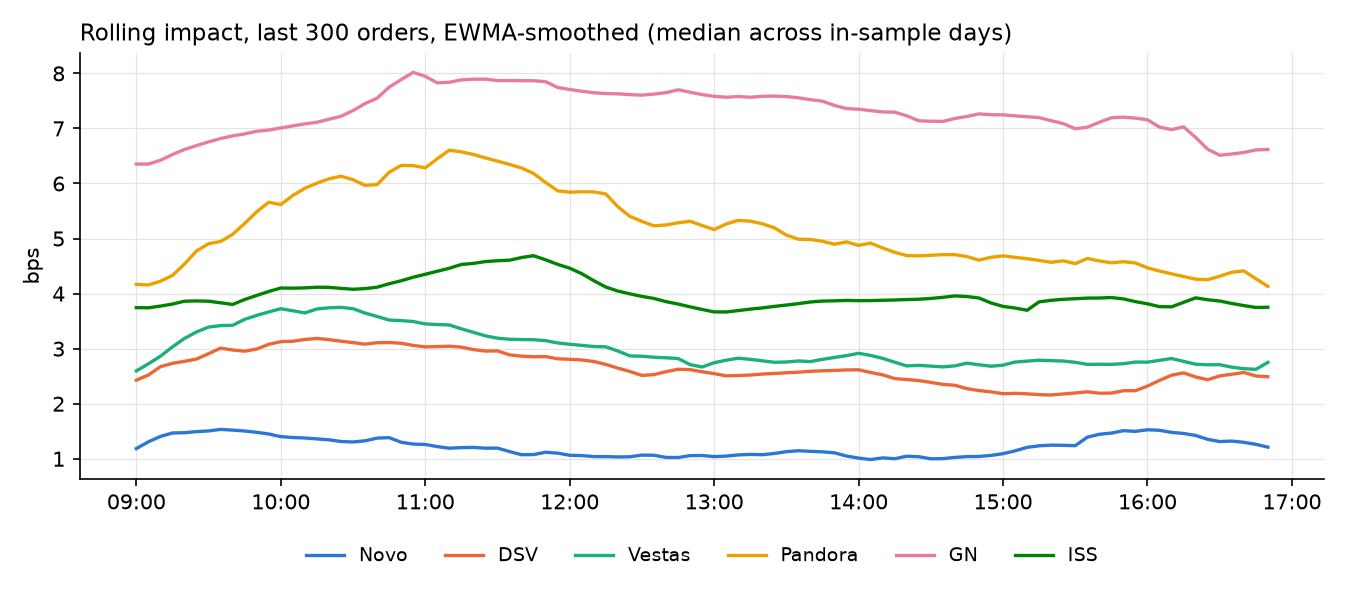 Rolling impact, last 300 orders, EWMA-smoothed (median across in-sample days)
8
7
6
5
4
3
2
1
bps
09:00 10:00 11:00 12:00 13:00 14:00 15:00 16:00 17:00
Novo DSV Vestas Pandora GN ISS